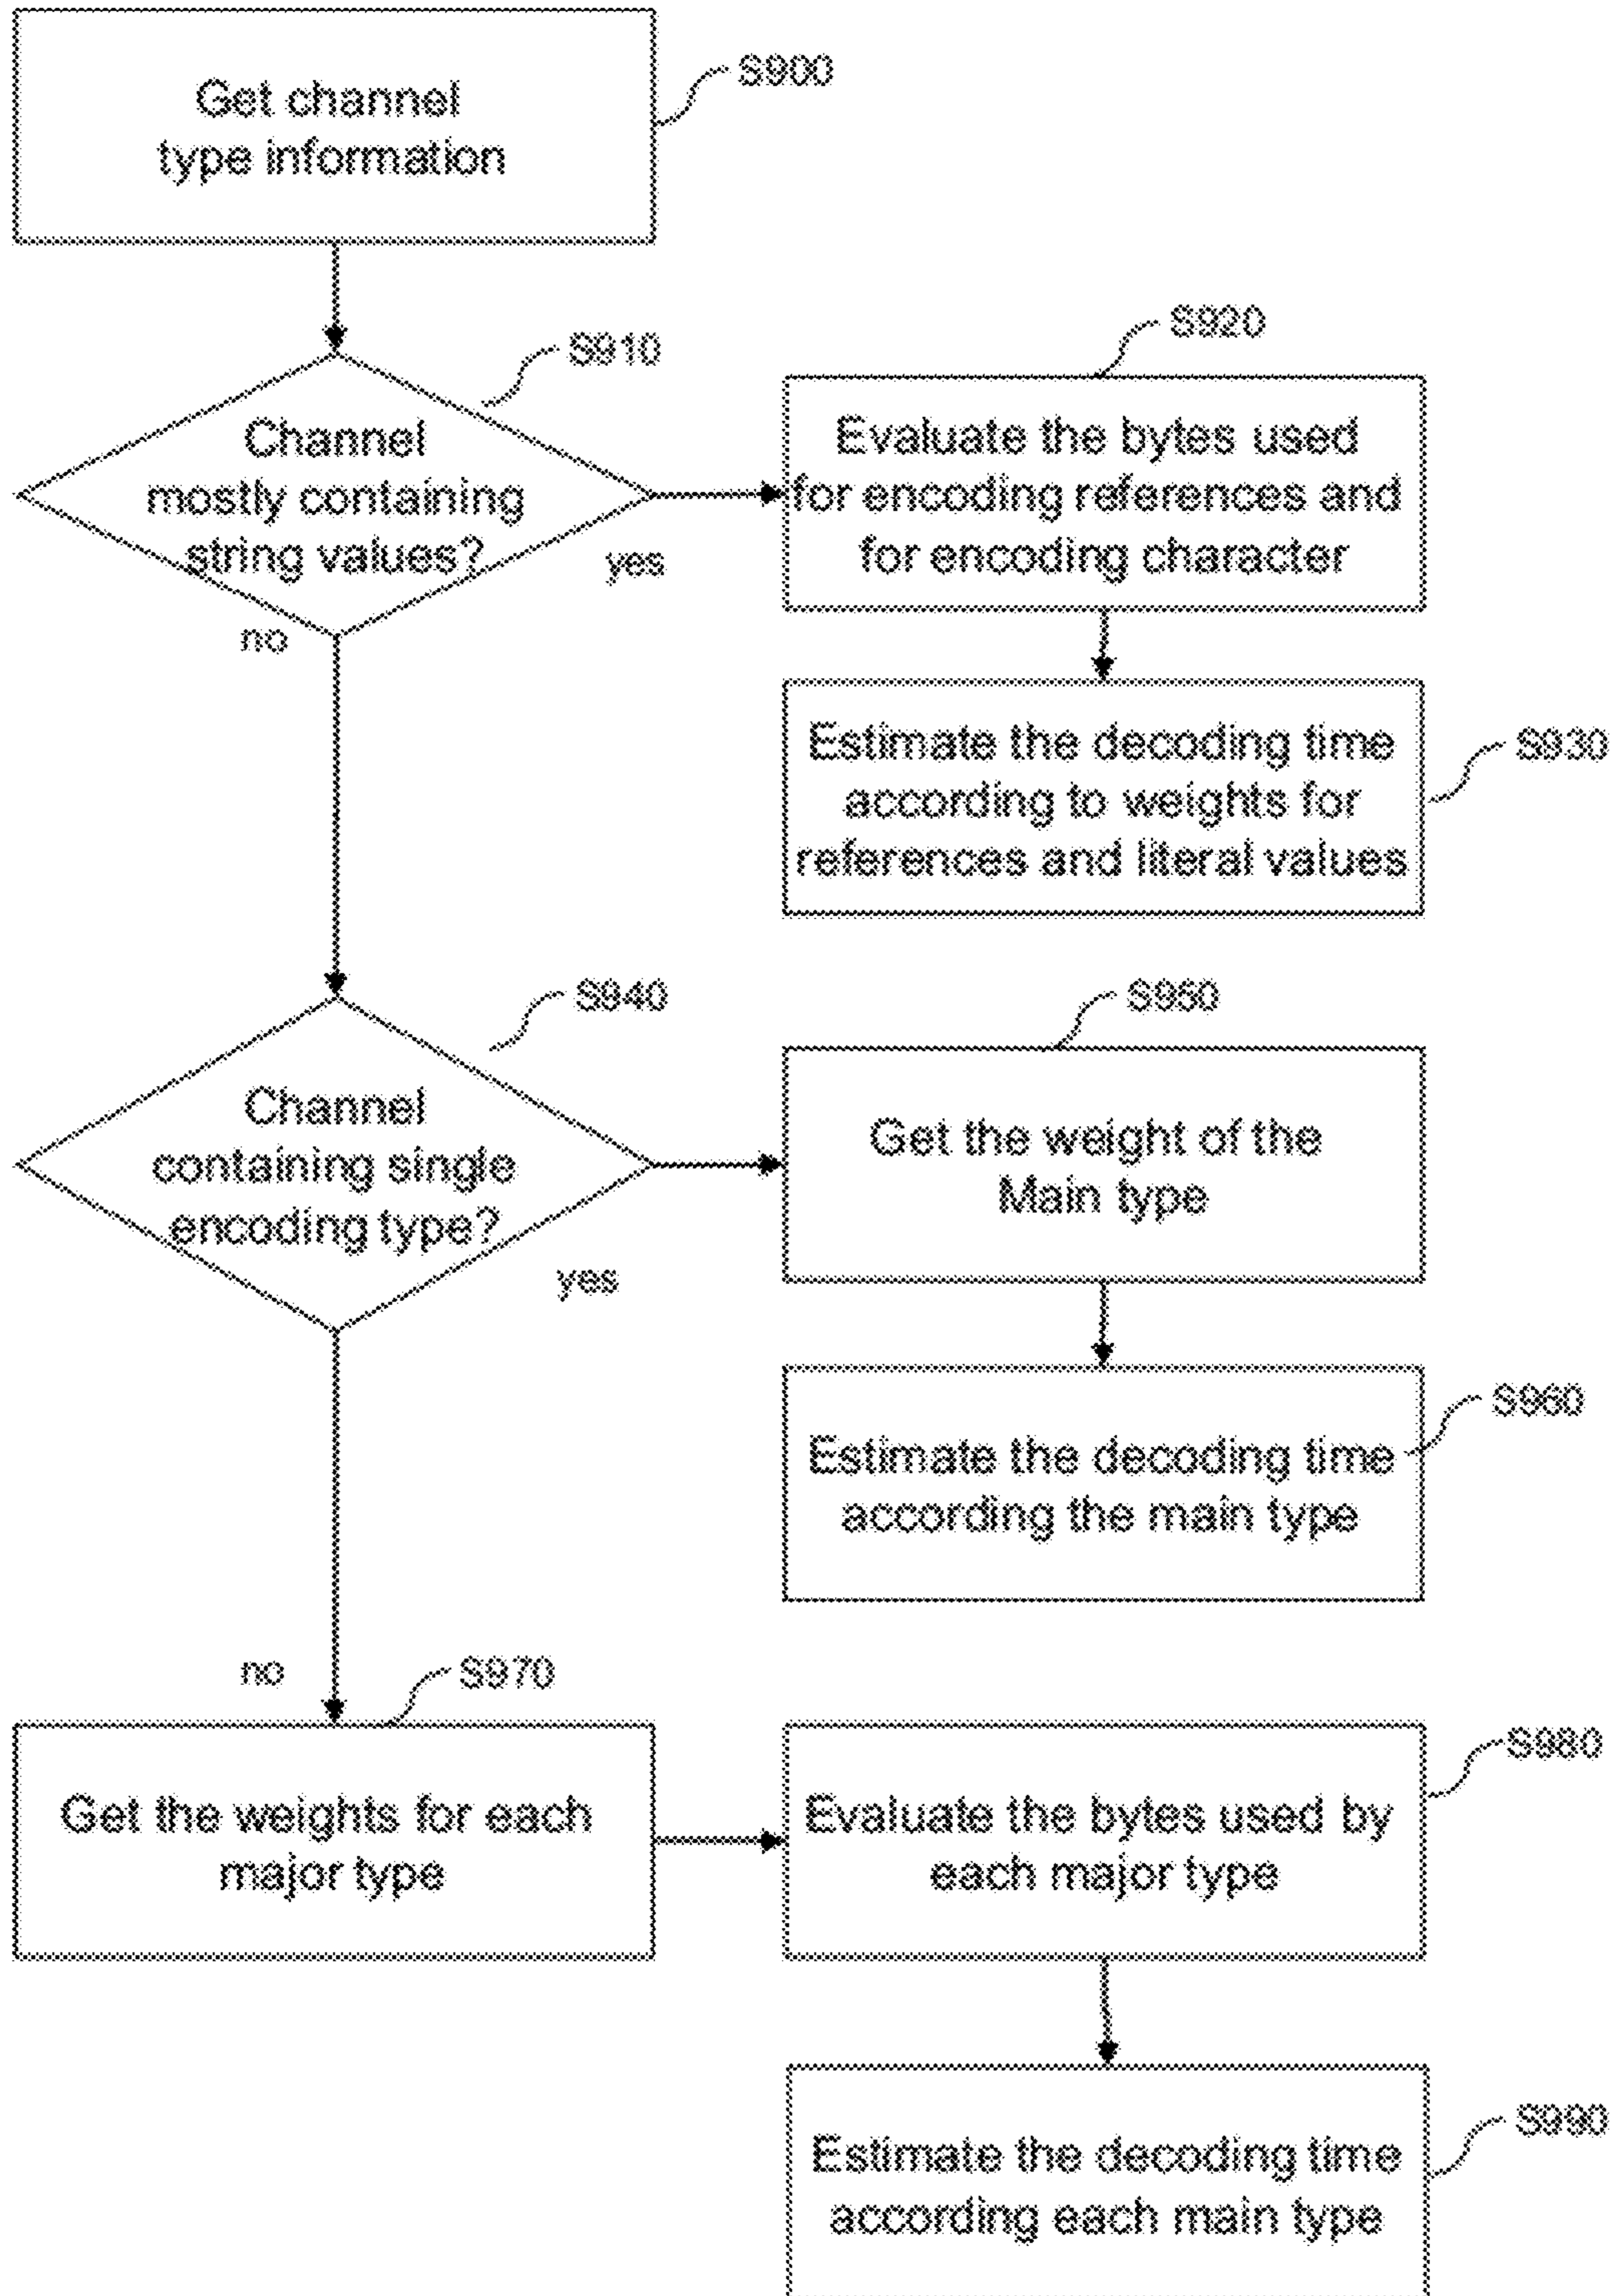 Get channel
type information
S900
Channel
mostly containing
string values?
S910
yes
no
Evaluate the bytes used
for encoding references and
for encoding character
S920
Estimate the decoding time
according to weights for
references and literal values
S930
Channel
containing single
encoding type?
S940
yes
no
Get the weight of the
Main type
S950
Estimate the decoding time
according the main type
S960
Get the weights for each
major type
S970
Evaluate the bytes used by
each major type
S980
Estimate the decoding time
according each main type
S990